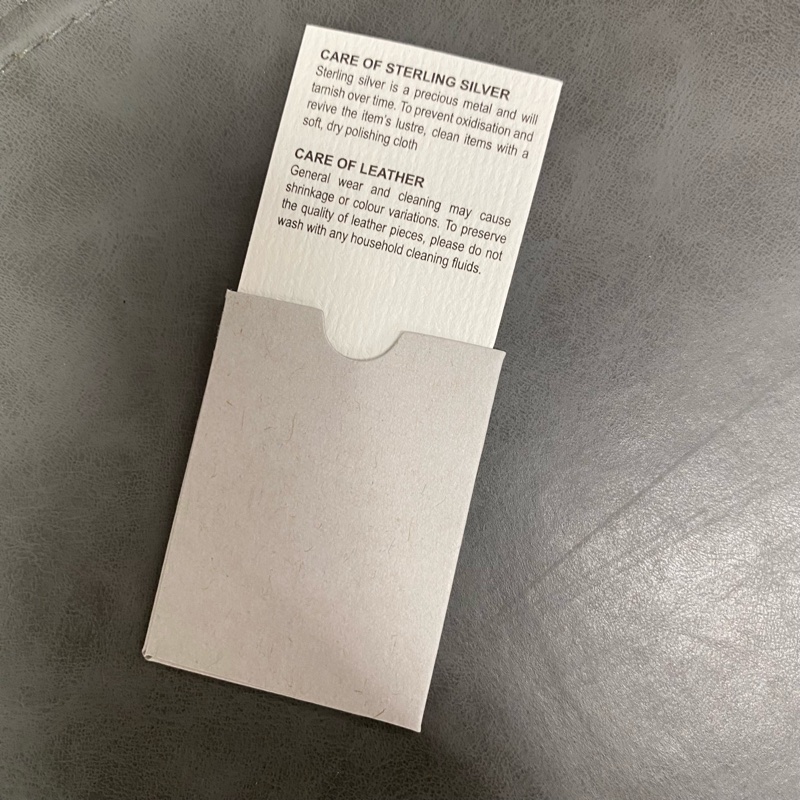 CARE OF STERLING SILVER
Sterling silver is a precious metal and will
tarnish over time. To prevent oxidisation and
revive the item's lustre, clean items with a
soft, dry polishing cloth
CARE OF LEATHER
General wear and cleaning may cause
shrinkage or colour variations. To preserve
the quality of leather pieces, please do not
wash with any household cleaning fluids.